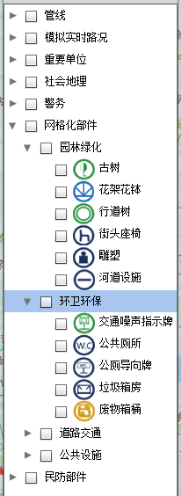 管线
模拟实时路况
重要单位
社会地理
警务
网格化部件
园林绿化
古树
花架花钵
行道树
街头座椅
雕塑
河道设施
环卫环保
交通噪声指示牌
W.C 公共厕所
公厕导向牌
垃圾箱房
废物箱桶
道路交通
公共设施
民防部件